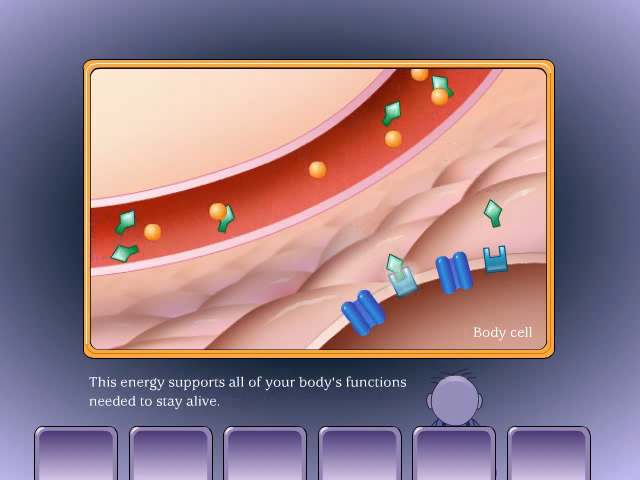 Body cell
This energy supports all of your body's functions
needed to stay alive.